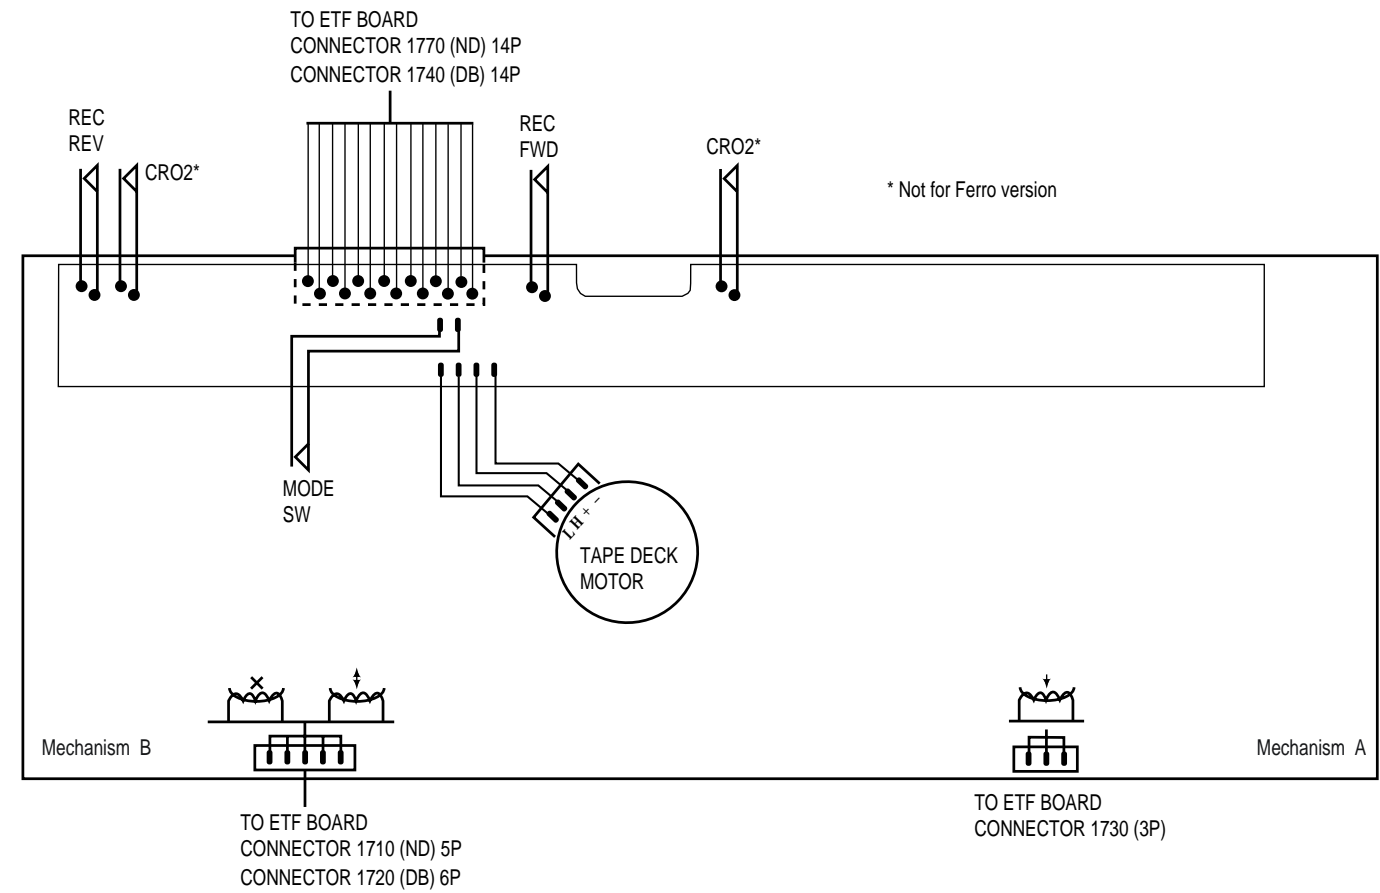 TO ETF BOARD
CONNECTOR 1770 (ND) 14P
CONNECTOR 1740 (DB) 14P
REC
REV
CRO2*
REC
FWD
CRO2*
* Not for Ferro version
MODE
SW
L H + -
TAPE DECK
MOTOR
Mechanism B
Mechanism A
TO ETF BOARD
CONNECTOR 1710 (ND) 5P
CONNECTOR 1720 (DB) 6P
TO ETF BOARD
CONNECTOR 1730 (3P)